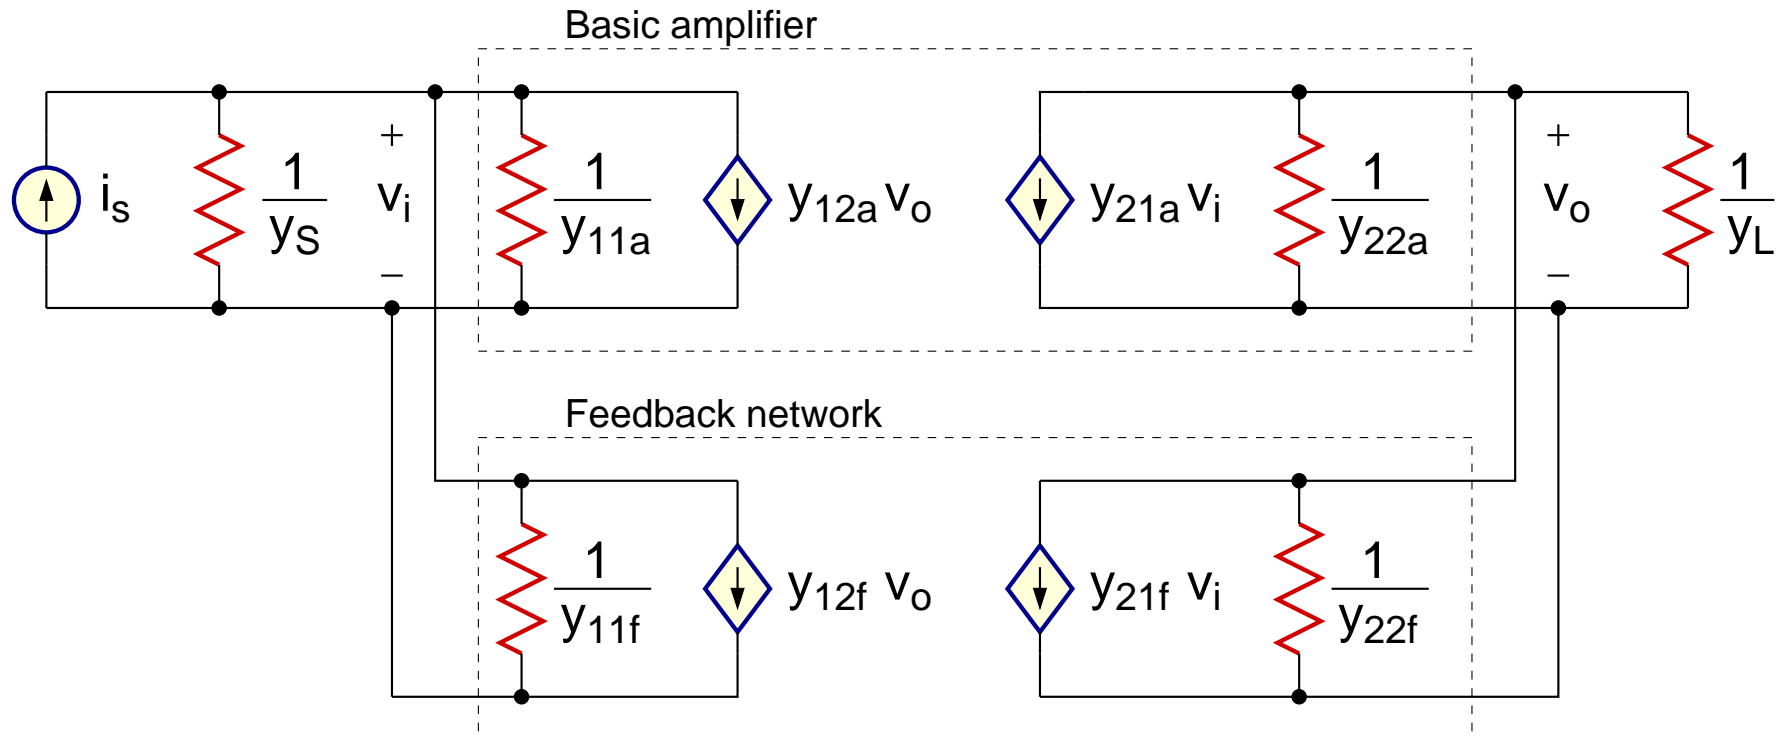 Basic amplifier
+ +
i_s 1/y_S v_i 1/y_11a y_12a v_o y_21a v_i 1/y_22a v_o 1/y_L
− −
Feedback network
1/y_11f y_12f v_o y_21f v_i 1/y_22f